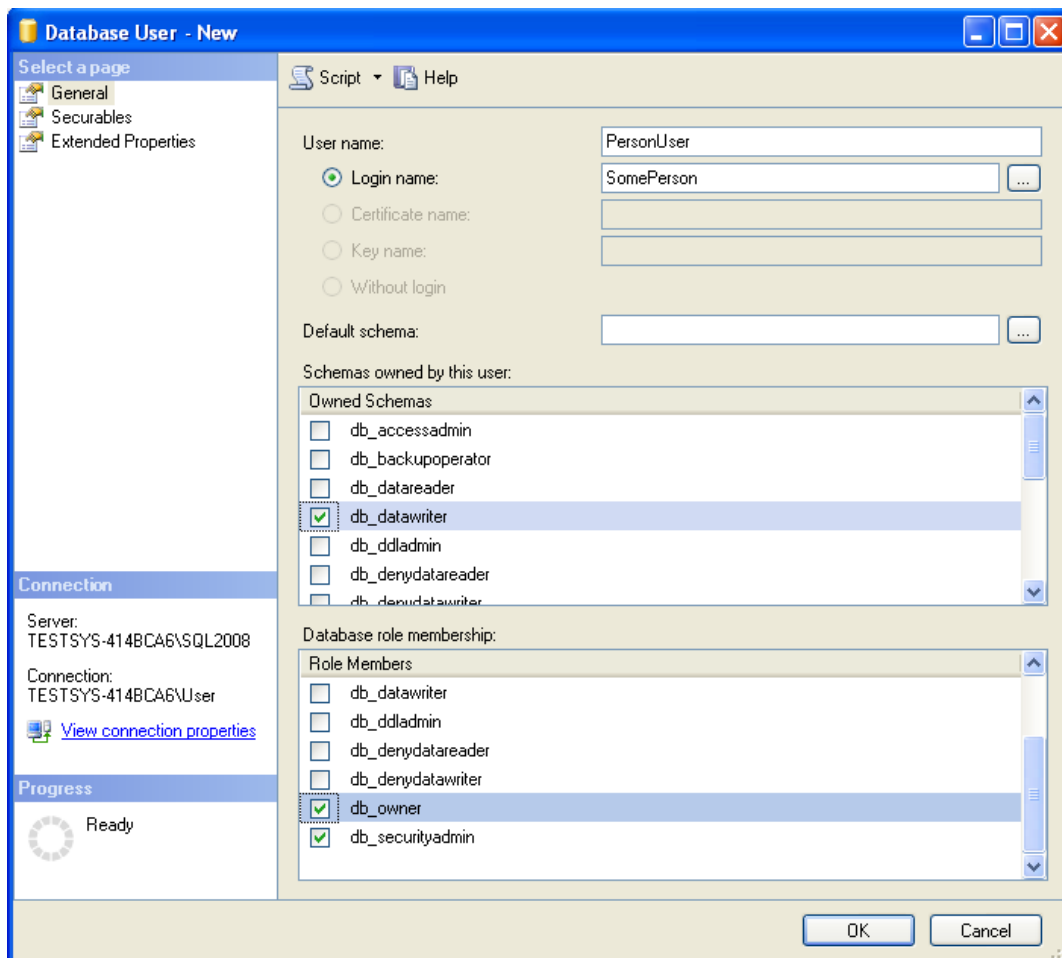 Database User - New
Select a page
General
Securables
Extended Properties
Script
Help
User name:
PersonUser
Login name:
SomePerson
...
Certificate name:
Key name:
Without login
Default schema:
...
Schemas owned by this user:
Owned Schemas
db_accessadmin
db_backupoperator
db_datareader
db_datawriter
db_ddladmin
db_denydatareader
db_denydatawriter
Database role membership:
Role Members
db_datawriter
db_ddladmin
db_denydatareader
db_denydatawriter
db_owner
db_securityadmin
Connection
Server:
TESTSYS-414BCA6\SQL2008
Connection:
TESTSYS-414BCA6\User
View connection properties
Progress
Ready
OK
Cancel